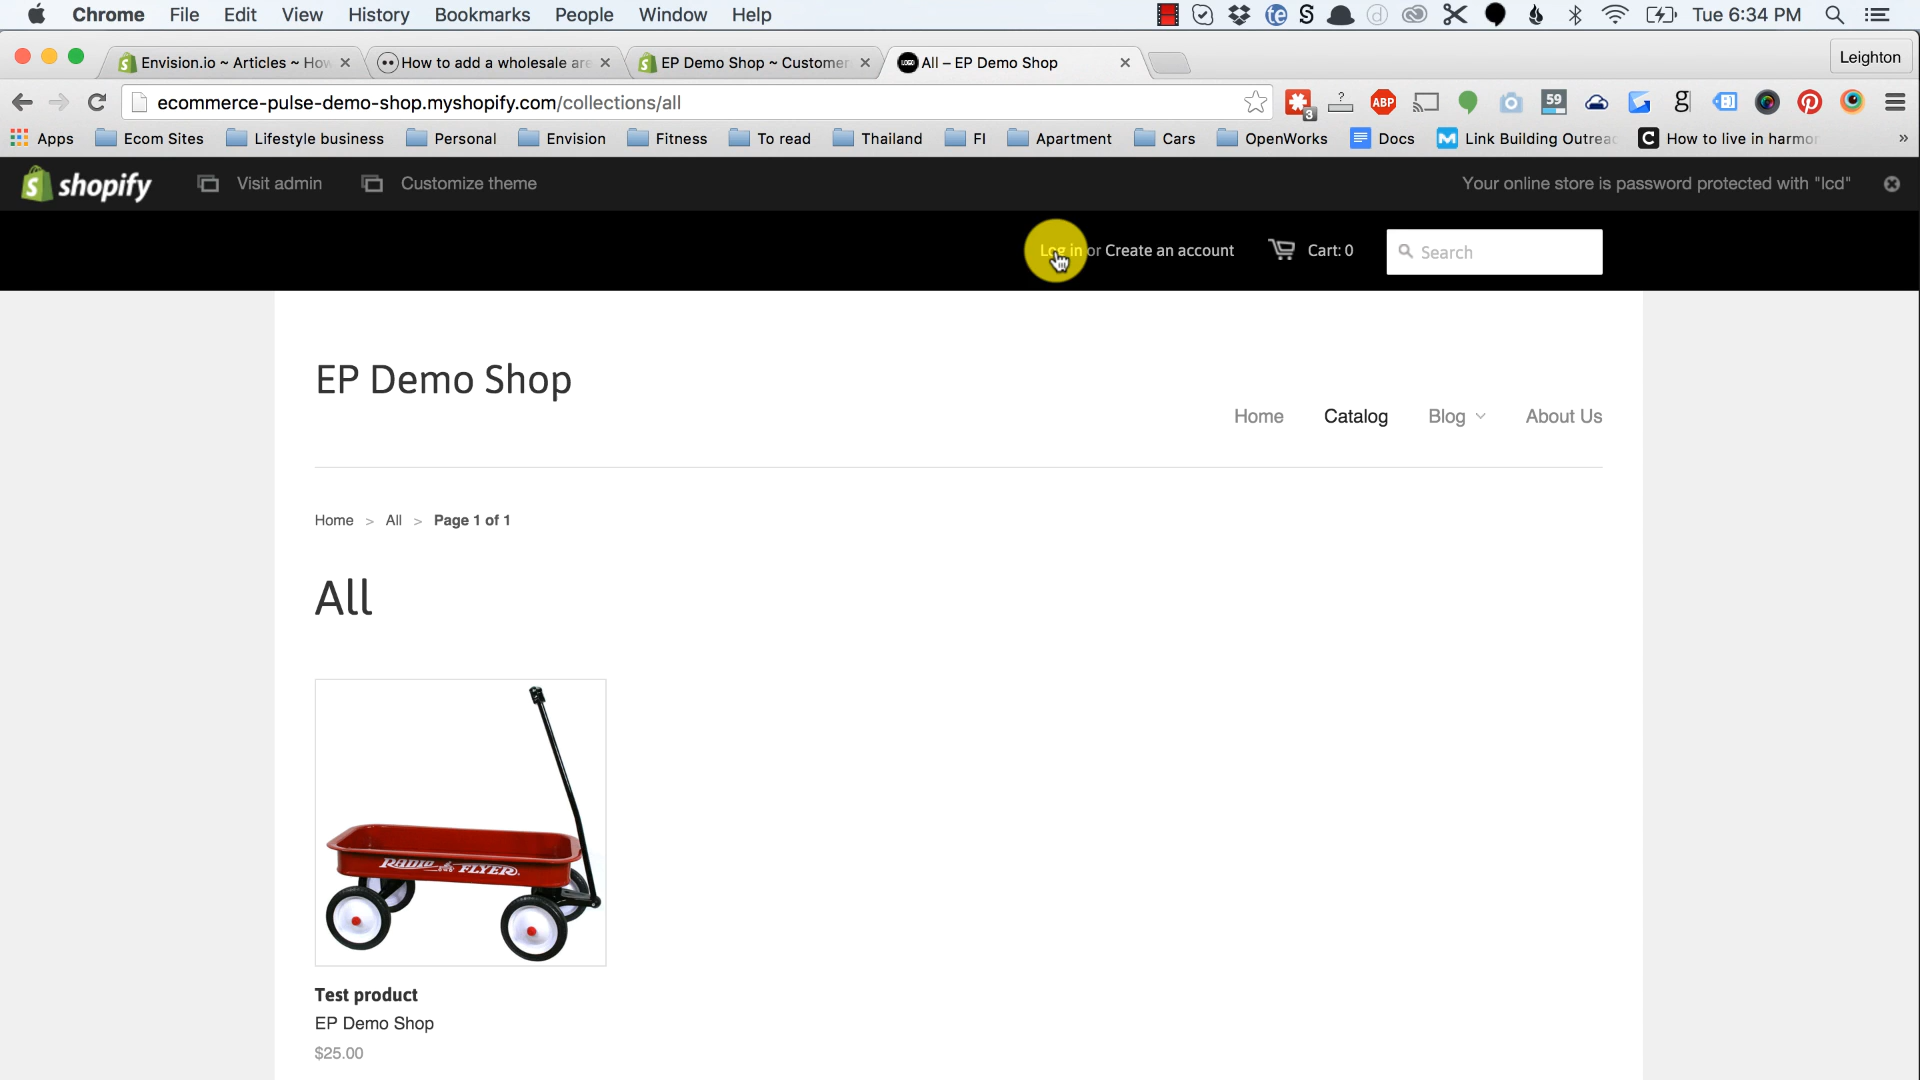 Chrome File Edit View History Bookmarks People Window Help Tue 6:34 PM
Envision.io ~ Articles ~ How How to add a wholesale are EP Demo Shop ~ Customer All – EP Demo Shop Leighton
ecommerce-pulse-demo-shop.myshopify.com/collections/all
Apps Ecom Sites Lifestyle business Personal Envision Fitness To read Thailand FI Apartment Cars OpenWorks Docs Link Building Outreac How to live in harmor »
shopify Visit admin Customize theme Your online store is password protected with "lcd"
Log in or Create an account Cart: 0 Search
EP Demo Shop
Home Catalog Blog About Us
Home > All > Page 1 of 1
All
RADIO FLYER
Test product
EP Demo Shop
$25.00